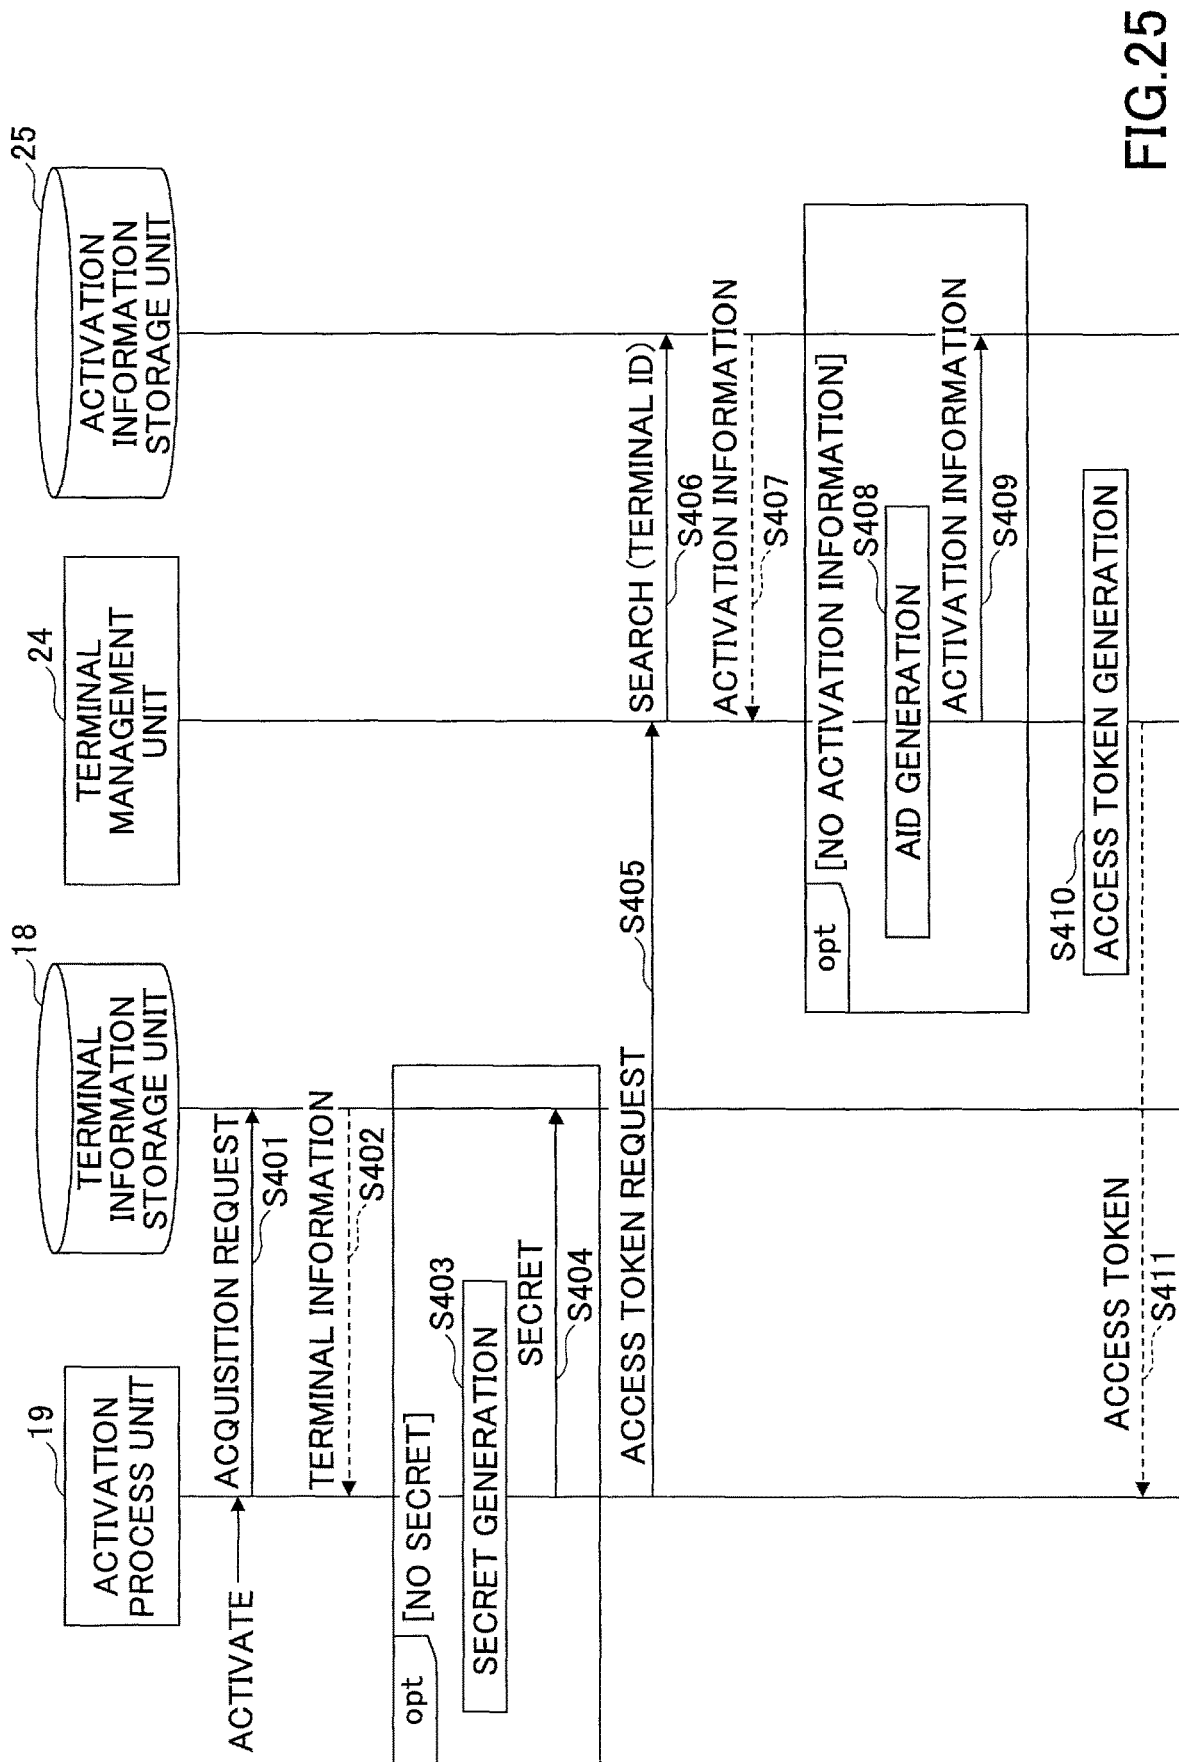 FIG.25
19
ACTIVATION
PROCESS UNIT
18
TERMINAL
INFORMATION
STORAGE UNIT
24
TERMINAL
MANAGEMENT
UNIT
25
ACTIVATION
INFORMATION
STORAGE UNIT
ACTIVATE
ACQUISITION REQUEST
S401
TERMINAL INFORMATION
S402
opt
[NO SECRET]
S403
SECRET GENERATION
SECRET
S404
ACCESS TOKEN REQUEST
S405
SEARCH (TERMINAL ID)
S406
ACTIVATION INFORMATION
S407
opt
[NO ACTIVATION INFORMATION]
S408
AID GENERATION
ACTIVATION INFORMATION
S409
S410
ACCESS TOKEN GENERATION
ACCESS TOKEN
S411